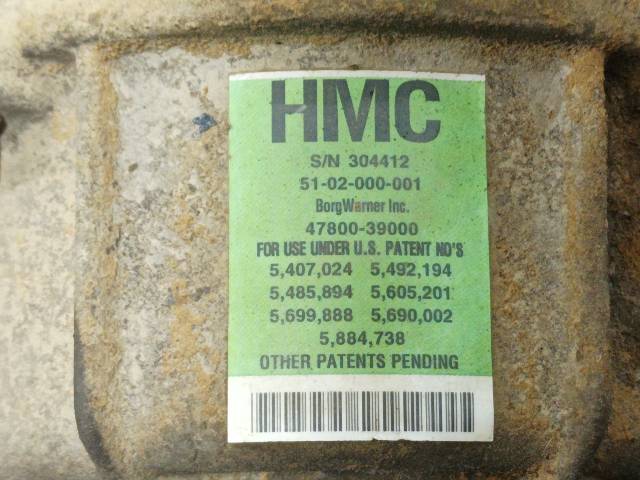 HMC
S/N 304412
51-02-000-001
BorgWarner Inc.
47800-39000
FOR USE UNDER U.S. PATENT NO'S
5,407,024 5,492,194
5,485,894 5,605,201
5,699,888 5,690,002
5,884,738
OTHER PATENTS PENDING